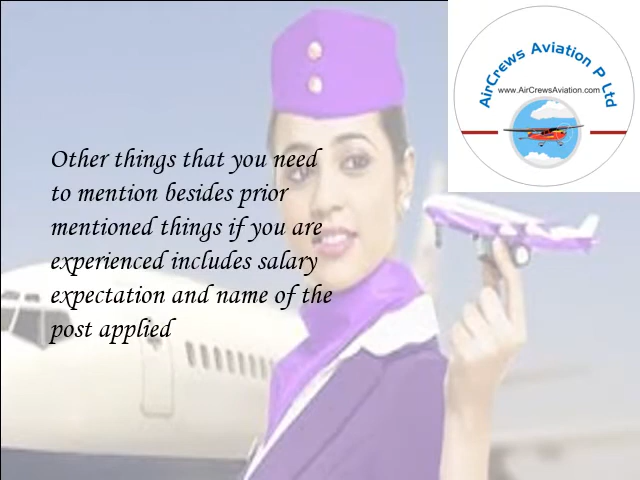 AirCrews Aviation P Ltd
www.AirCrewsAviation.com
Other things that you need
to mention besides prior
mentioned things if you are
experienced includes salary
expectation and name of the
post applied